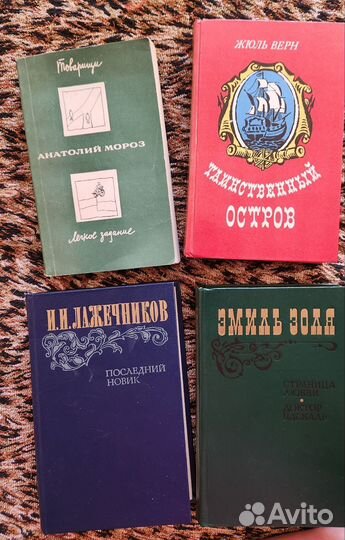 Товарищи
АНАТОЛИЙ МОРОЗ
Легкое задание
ЖЮЛЬ ВЕРН
ТАИНСТВЕННЫЙ
ОСТРОВ
И.И. ЛАЖЕЧНИКОВ
ПОСЛЕДНИЙ
НОВИК
ЭМИЛЬ ЗОЛЯ
СТРАНИЦА
ЛЮБВИ
ДОКТОР ПАСКАЛЬ
Avito